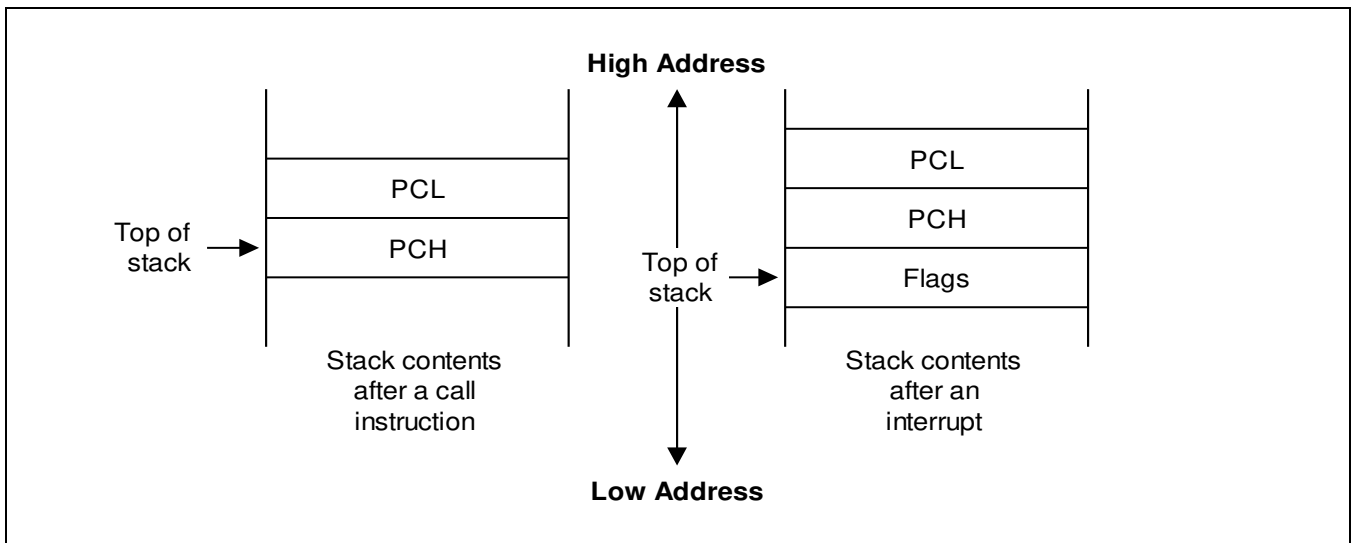 High Address
PCL
PCH
Top of
stack
Stack contents
after a call
instruction
PCL
PCH
Flags
Top of
stack
Stack contents
after an
interrupt
Low Address